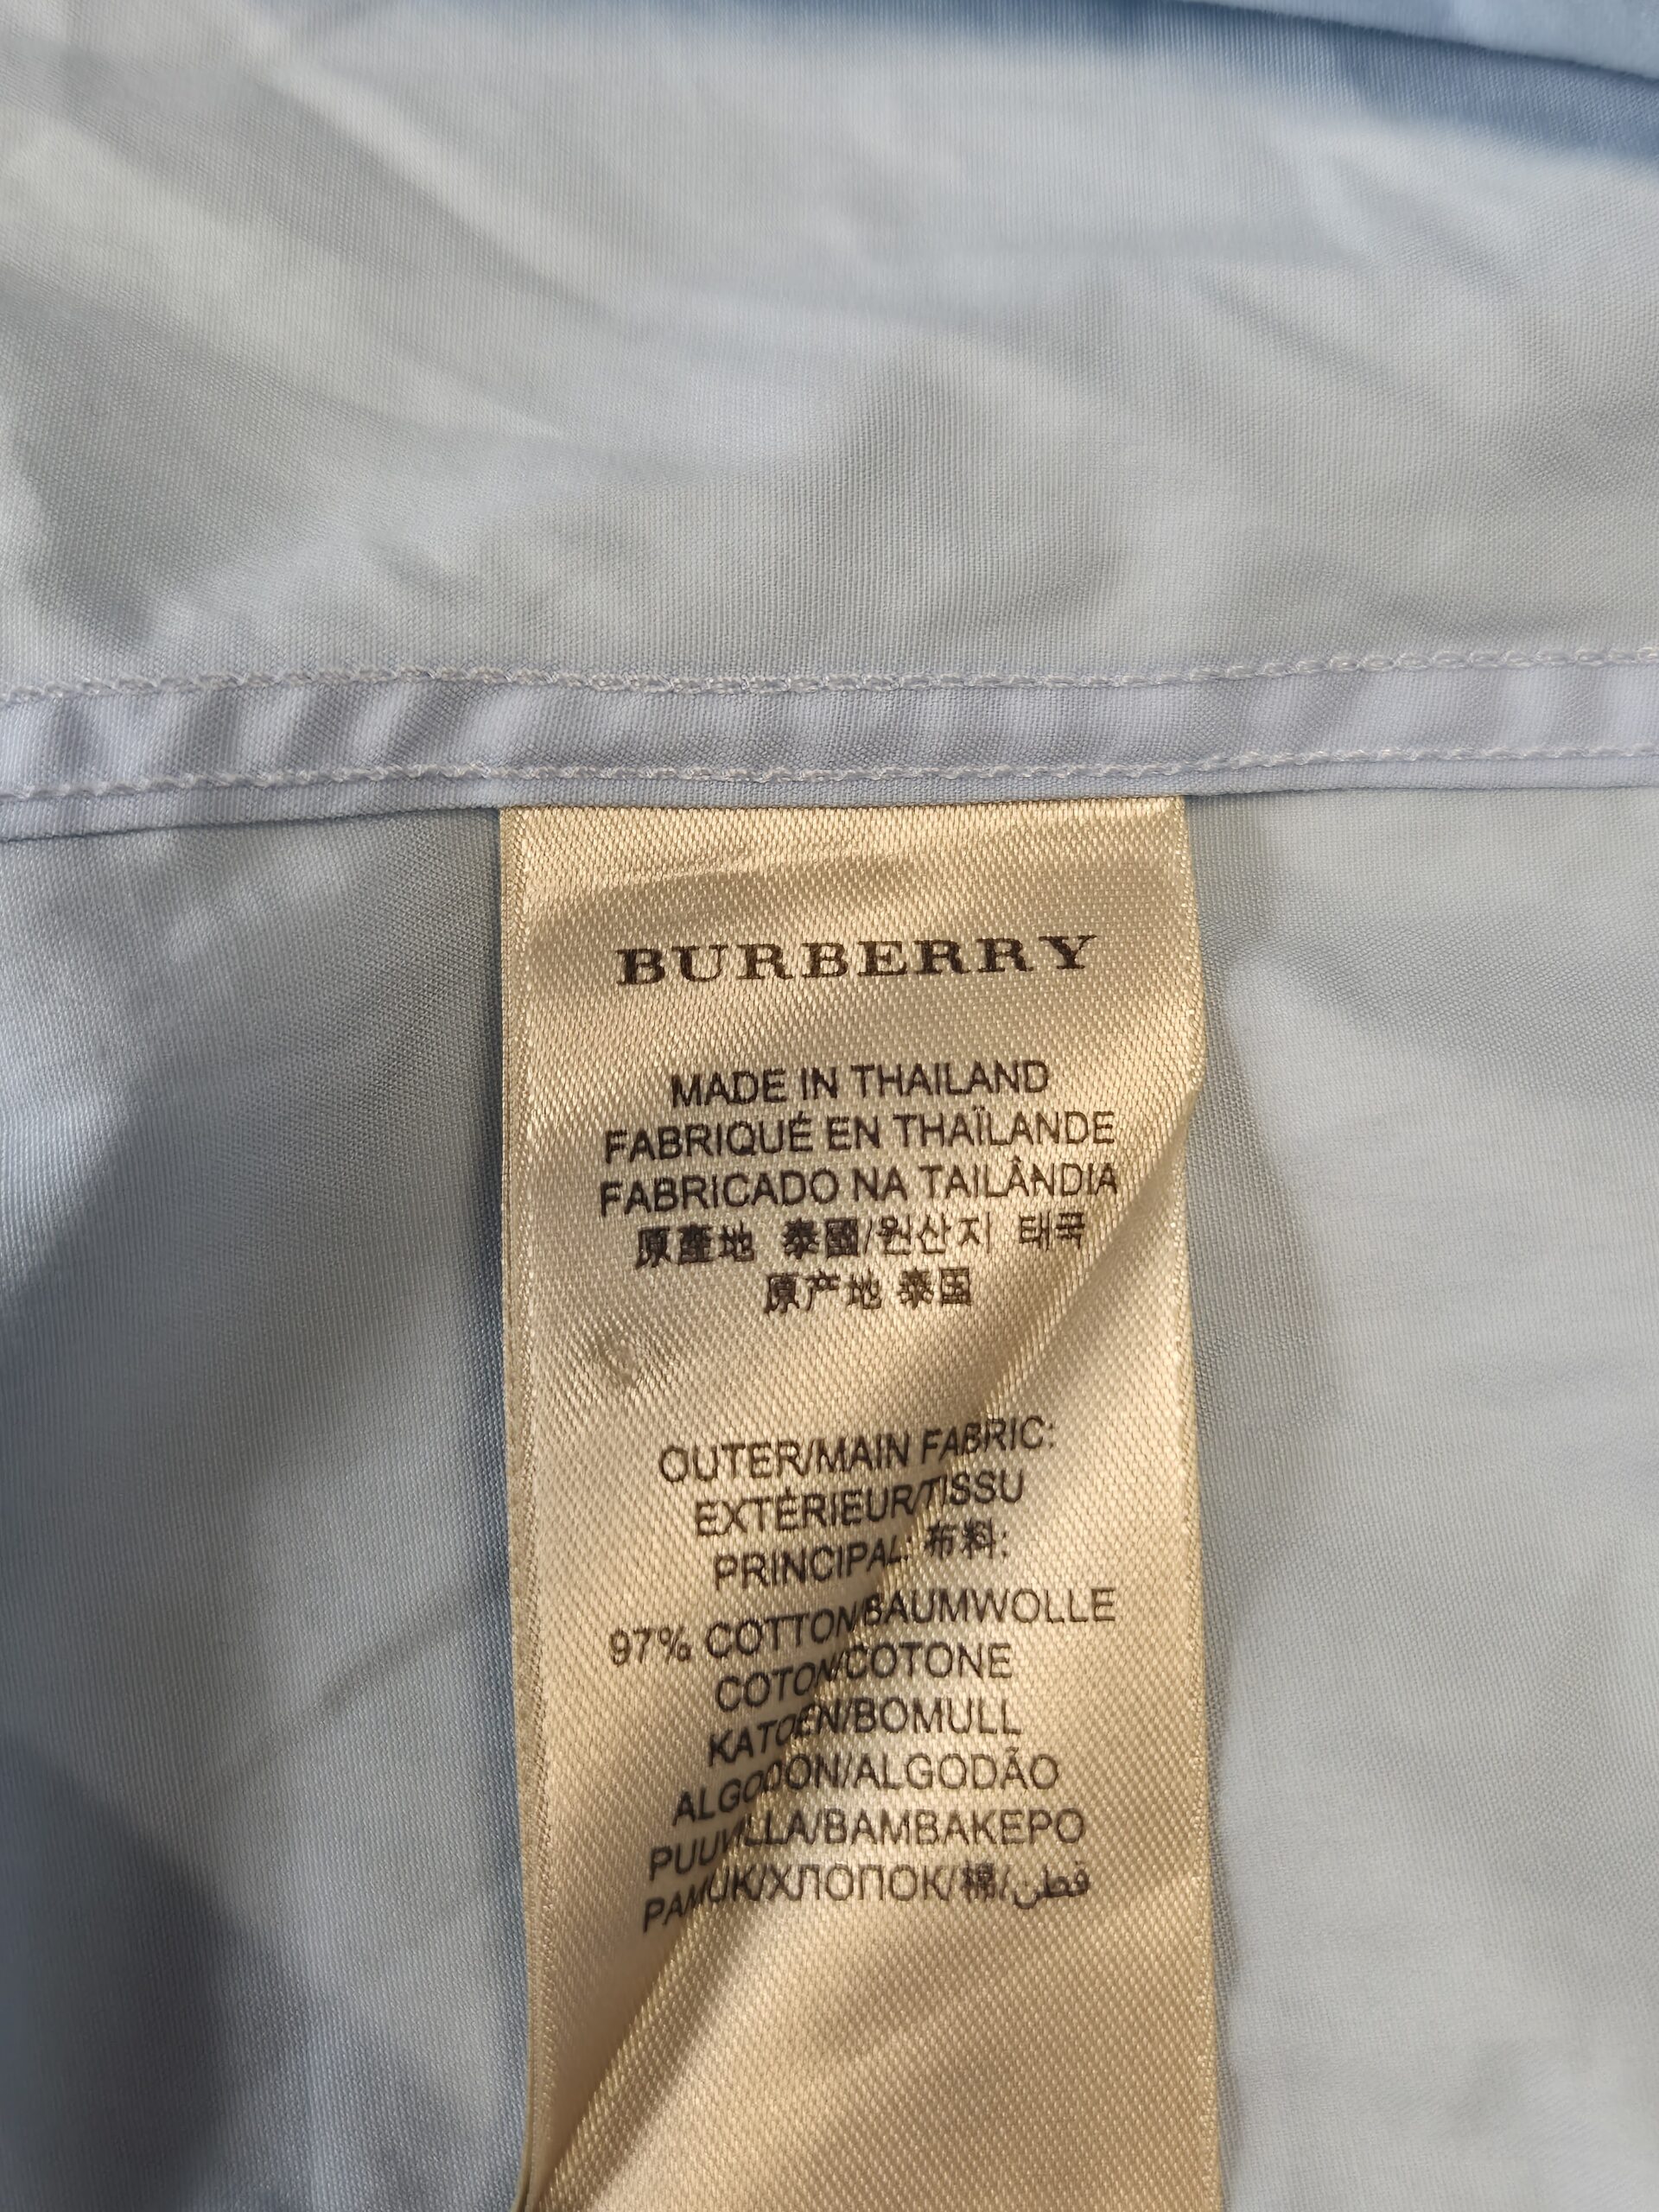 BURBERRY
MADE IN THAILAND
FABRIQUÉ EN THAÏLANDE
FABRICADO NA TAILÂNDIA
原產地 泰國/원산지 태국
原产地 泰国
OUTER/MAIN FABRIC:
EXTÉRIEUR/TISSU
PRINCIPAL: 布料:
97% COTTON/BAUMWOLLE
COTON/COTONE
KATOEN/BOMULL
ALGODON/ALGODÃO
PUUVILLA/BAMBAKEPO
PAMUK/ХЛОПОК/棉/قطن